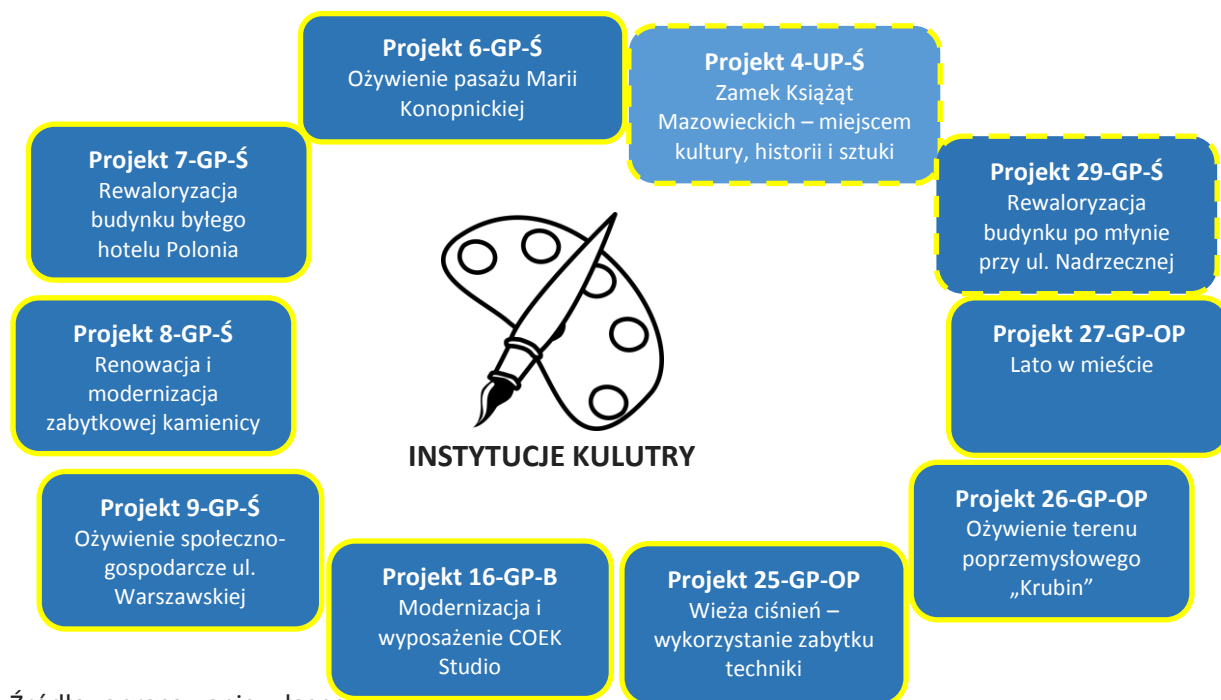 Projekt 6-GP-Ś
Ożywienie pasażu Marii
Konopnickiej
Projekt 4-UP-Ś
Zamek Książąt
Mazowieckich – miejscem
kultury, historii i sztuki
Projekt 7-GP-Ś
Rewaloryzacja
budynku byłego
hotelu Polonia
Projekt 29-GP-Ś
Rewaloryzacja
budynku po młynie
przy ul. Nadrzecznej
Projekt 8-GP-Ś
Renowacja i
modernizacja
zabytkowej kamienicy
Projekt 27-GP-OP
Lato w mieście
INSTYTUCJE KULUTRY
Projekt 9-GP-Ś
Ożywienie społeczno-
gospodarcze ul.
Warszawskiej
Projekt 26-GP-OP
Ożywienie terenu
poprzemysłowego
„Krubin”
Projekt 16-GP-B
Modernizacja i
wyposażenie COEK
Studio
Projekt 25-GP-OP
Wieża ciśnień –
wykorzystanie zabytku
techniki